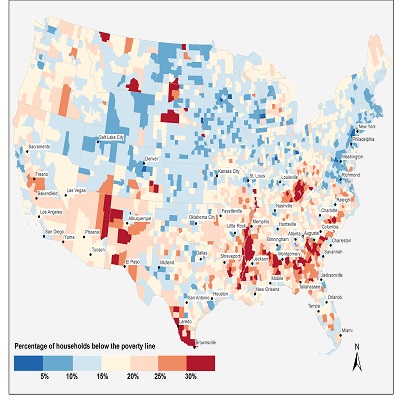 New York
Philadelphia
Salt Lake City
Washington
Sacramento
Denver
Richmond
Kansas City
St. Louis
Louisville
Fresno
Raleigh
Las Vegas
Bakersfield
Nashville
Charlotte
Fayetteville
Los Angeles
Albuquerque
Oklahoma City
Memphis
Huntsville
Columbia
Little Rock
Atlanta
Augusta
San Diego
Phoenix
Birmingham
Charleston
Yuma
Dallas
Shreveport
Jackson
Montgomery
Savannah
Tucson
El Paso
Midland
Mobile
Jacksonville
Tallahassee
San Antonio
Houston
New Orleans
Orlando
Tampa
Laredo
Miami
Brownsville
Percentage of households below the poverty line
N
5% 10% 15% 20% 25% 30%